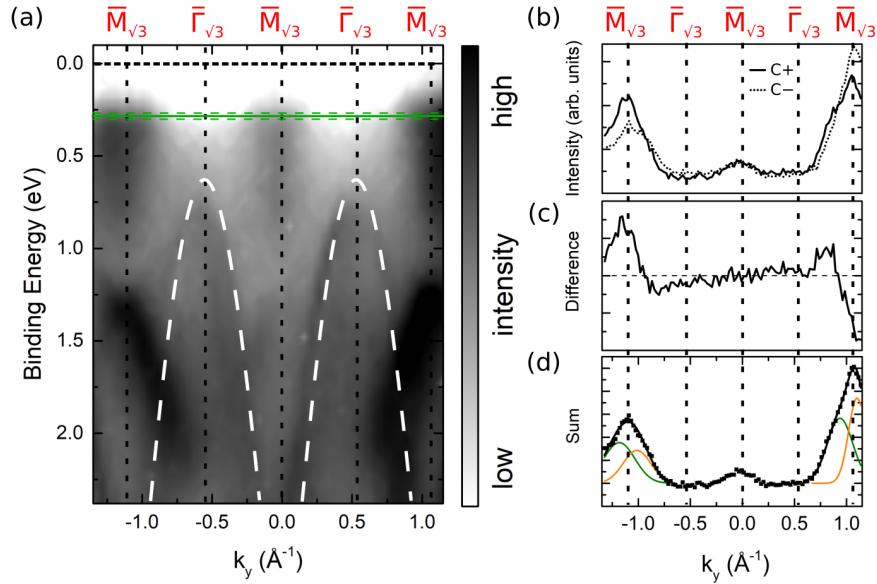 (a)
M̅√3 Γ̅√3 M̅√3 Γ̅√3 M̅√3
0.0
0.5
1.0
1.5
2.0
Binding Energy (eV)
-1.0 -0.5 0.0 0.5 1.0
k_y (Å⁻¹)
high
intensity
low
(b)
M̅√3 Γ̅√3 M̅√3 Γ̅√3 M̅√3
Intensity (arb. units)
C+
C−
(c)
Difference
(d)
Sum
-1.0 -0.5 0.0 0.5 1.0
k_y (Å⁻¹)